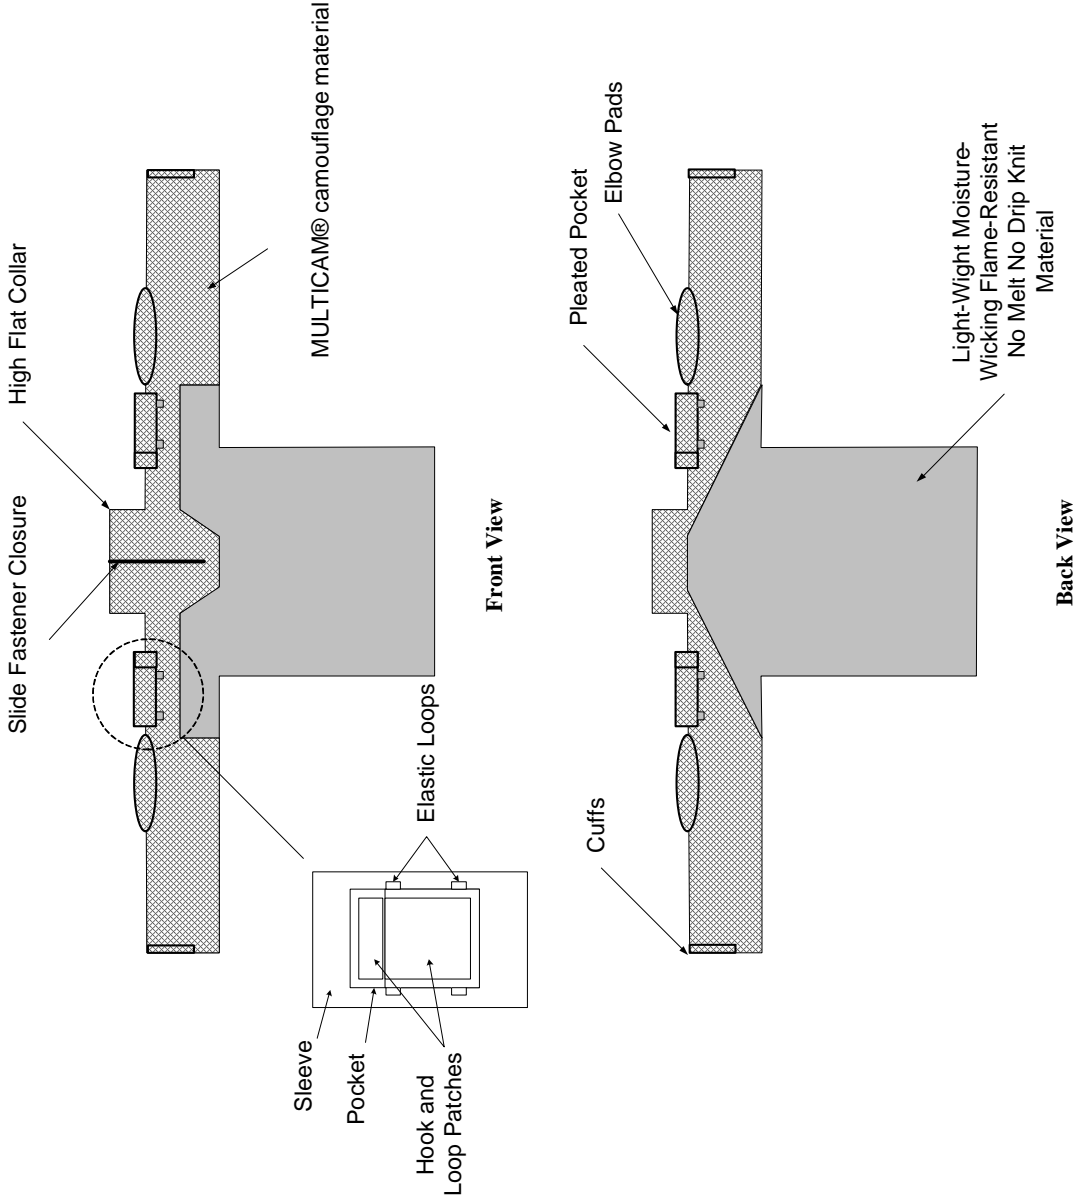 Slide Fastener Closure
High Flat Collar
MULTICAM® camouflage material
Sleeve
Pocket
Hook and
Loop Patches
Elastic Loops
Front View
Cuffs
Pleated Pocket
Elbow Pads
Light-Wight Moisture-
Wicking Flame-Resistant
No Melt No Drip Knit
Material
Back View